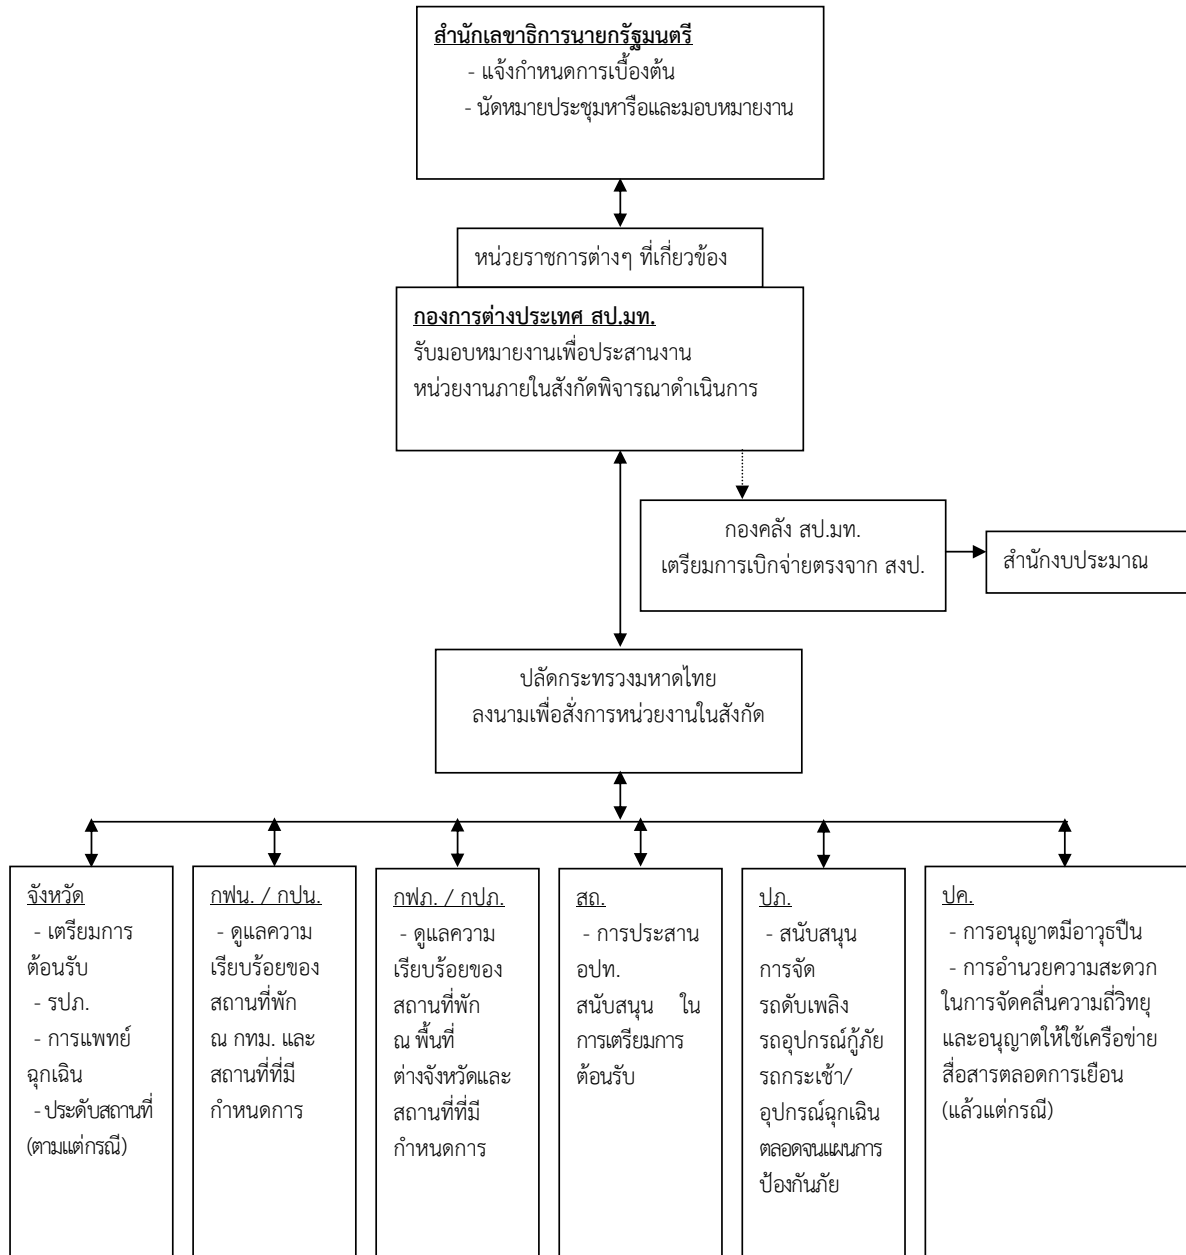 สำนักเลขาธิการนายกรัฐมนตรี
- แจ้งกำหนดการเบื้องต้น
- นัดหมายประชุมหารือและมอบหมายงาน
หน่วยราชการต่างๆ ที่เกี่ยวข้อง
กองการต่างประเทศ สป.มท.
รับมอบหมายงานเพื่อประสานงาน
หน่วยงานภายในสังกัดพิจารณาดำเนินการ
กองคลัง สป.มท.
เตรียมการเบิกจ่ายตรงจาก สงป.
สำนักงบประมาณ
ปลัดกระทรวงมหาดไทย
ลงนามเพื่อสั่งการหน่วยงานในสังกัด
จังหวัด
- เตรียมการ
ต้อนรับ
- รปภ.
- การแพทย์
ฉุกเฉิน
- ประดับสถานที่
(ตามแต่กรณี)
กฟน. / กปน.
- ดูแลความ
เรียบร้อยของ
สถานที่พัก
ณ กทม. และ
สถานที่ที่มี
กำหนดการ
กฟภ. / กปภ.
- ดูแลความ
เรียบร้อยของ
สถานที่พัก
ณ พื้นที่
ต่างจังหวัดและ
สถานที่ที่มี
กำหนดการ
สถ.
- การประสาน
อปท.
สนับสนุน ใน
การเตรียมการ
ต้อนรับ
ปภ.
- สนับสนุน
การจัด
รถดับเพลิง
รถอุปกรณ์กู้ภัย
รถกระเช้า/
อุปกรณ์ฉุกเฉิน
ตลอดจนแผนการ
ป้องกันภัย
ปค.
- การอนุญาตมีอาวุธปืน
- การอำนวยความสะดวก
ในการจัดคลื่นความถี่วิทยุ
และอนุญาตให้ใช้เครือข่าย
สื่อสารตลอดการเยือน
(แล้วแต่กรณี)